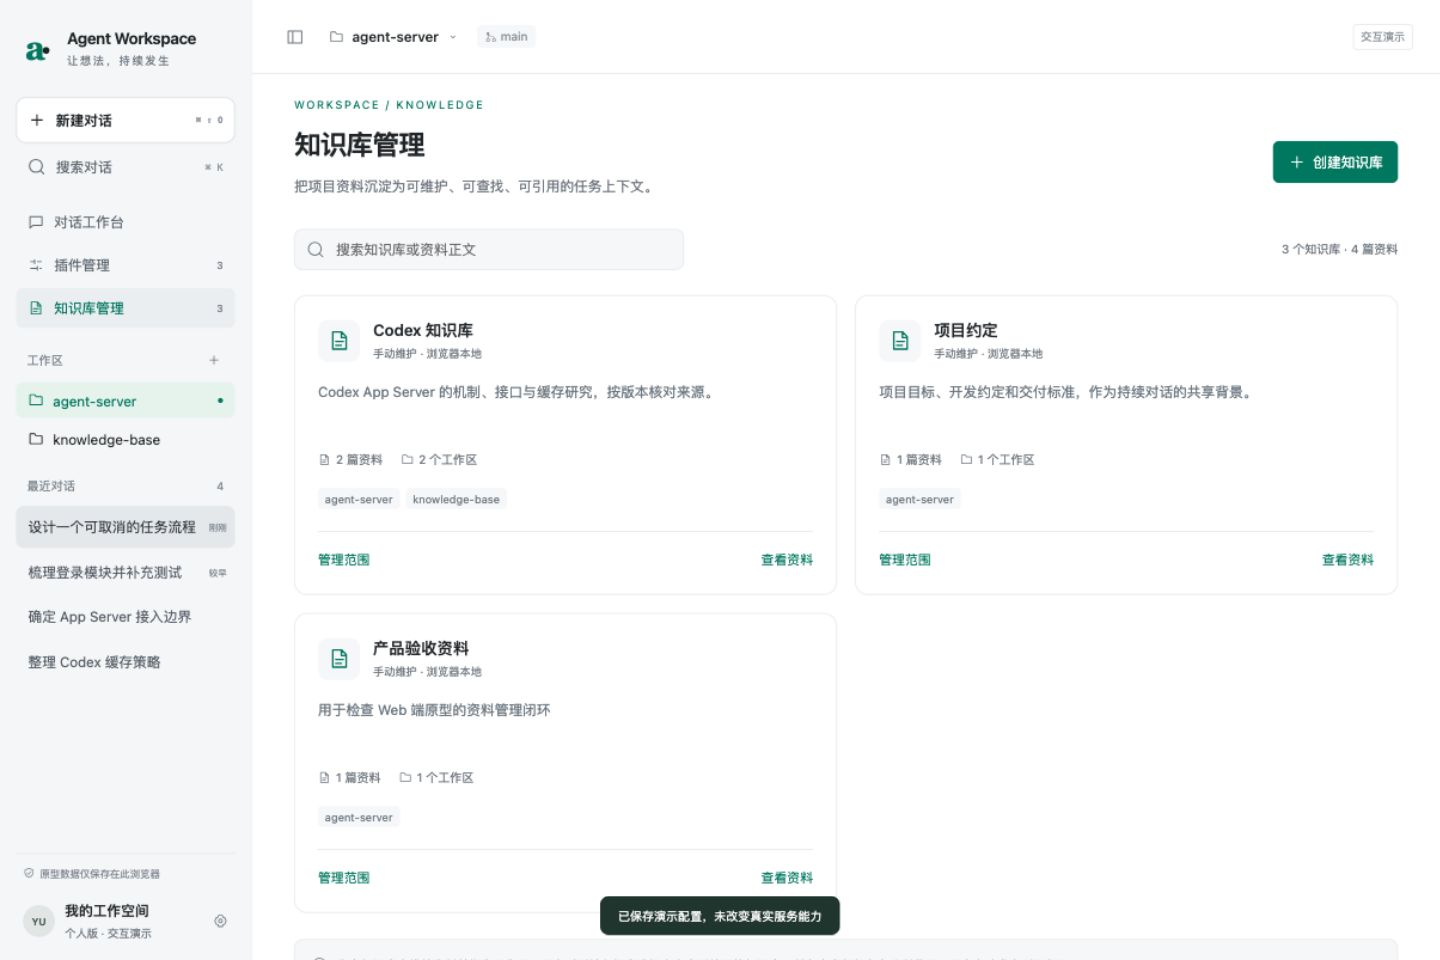 Agent Workspace
让想法，持续发生
新建对话
搜索对话 ⌘ K
对话工作台
插件管理 3
知识库管理 3
工作区
agent-server
knowledge-base
最近对话 4
设计一个可取消的任务流程 刚刚
梳理登录模块并补充测试 较早
确定 App Server 接入边界
整理 Codex 缓存策略
原型数据仅保存在此浏览器
YU
我的工作空间
个人版 · 交互演示
agent-server main
交互演示
WORKSPACE / KNOWLEDGE
知识库管理
把项目资料沉淀为可维护、可查找、可引用的任务上下文。
创建知识库
搜索知识库或资料正文
3 个知识库 · 4 篇资料
Codex 知识库
手动维护 · 浏览器本地
Codex App Server 的机制、接口与缓存研究，按版本核对来源。
2 篇资料 2 个工作区
agent-server knowledge-base
管理范围 查看资料
项目约定
手动维护 · 浏览器本地
项目目标、开发约定和交付标准，作为持续对话的共享背景。
1 篇资料 1 个工作区
agent-server
管理范围 查看资料
产品验收资料
手动维护 · 浏览器本地
用于检查 Web 端原型的资料管理闭环
1 篇资料 1 个工作区
agent-server
管理范围 查看资料
已保存演示配置，未改变真实服务能力